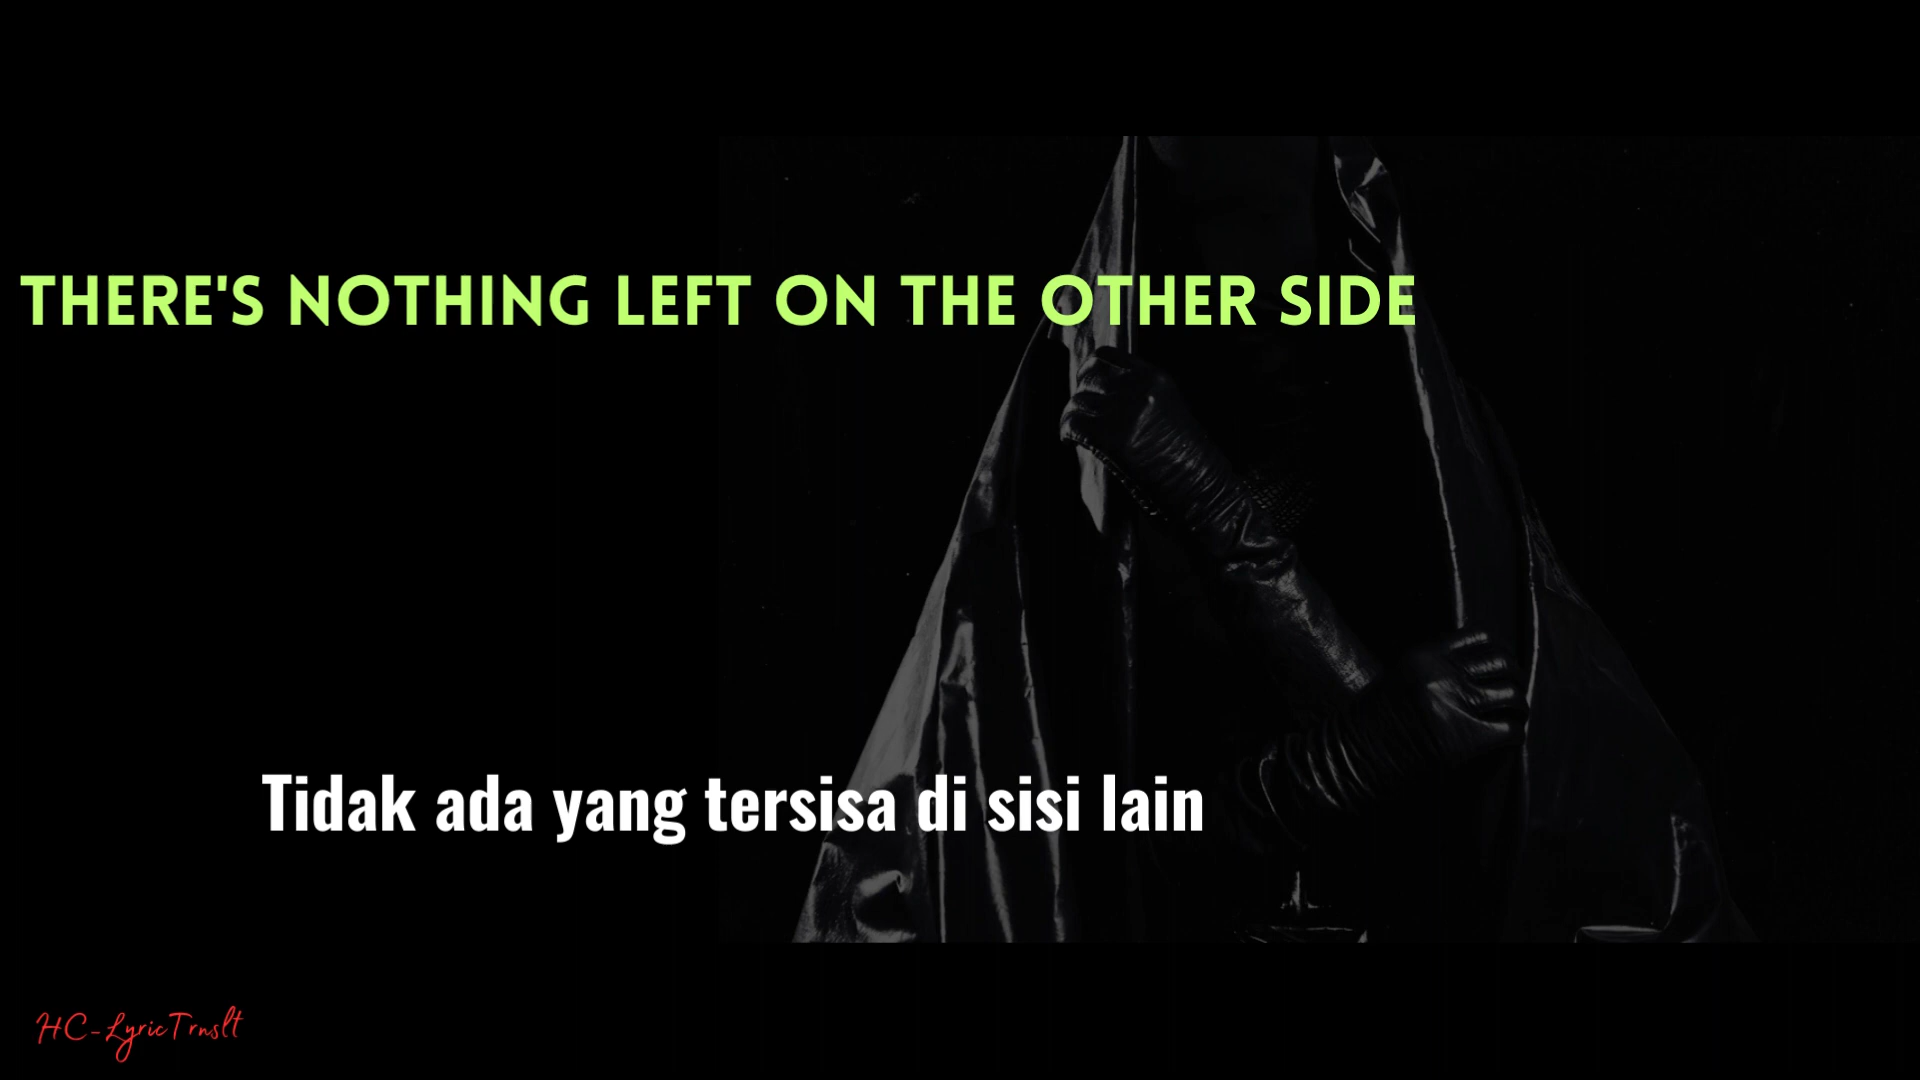 THERE'S NOTHING LEFT ON THE OTHER SIDE
Tidak ada yang tersisa di sisi lain
HC-LyricTrnslt